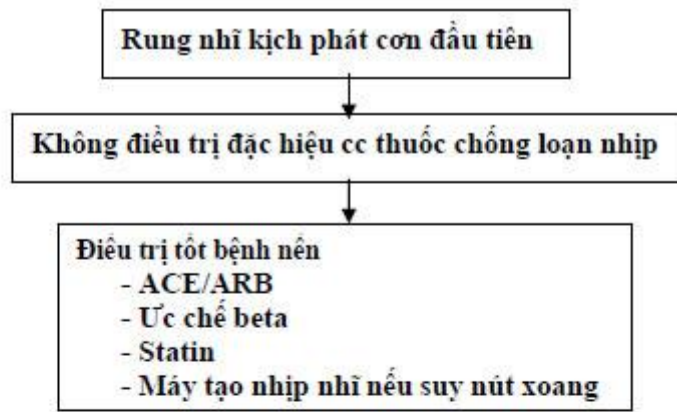 Rung nhĩ kịch phát cơn đầu tiên
Không điều trị đặc hiệu cc thuốc chống loạn nhịp
Điều trị tốt bệnh nền
- ACE/ARB
- Ức chế beta
- Statin
- Máy tạo nhịp nhĩ nếu suy nút xoang